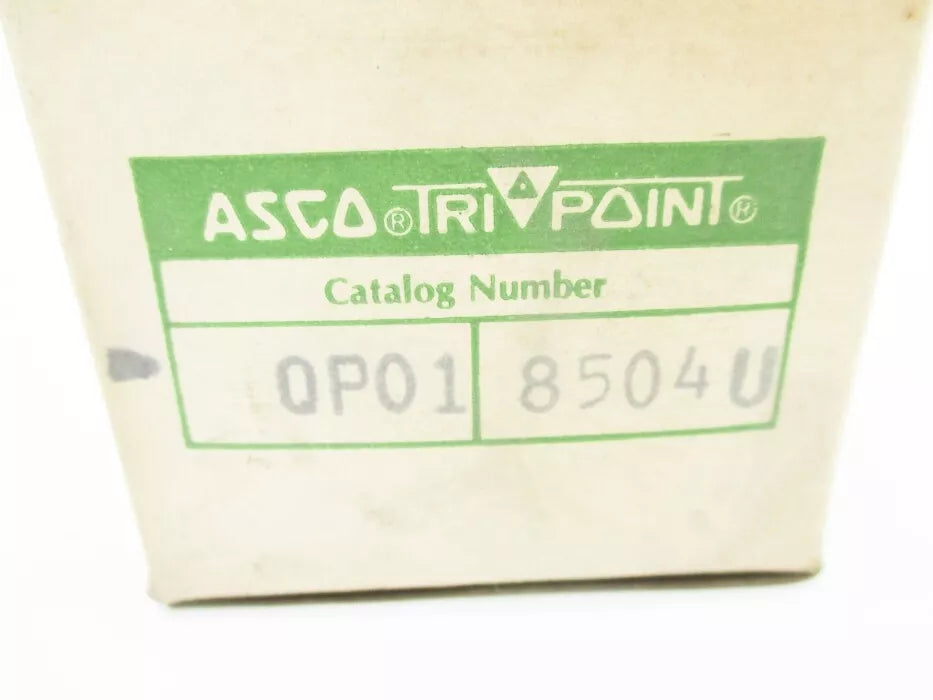 ASCO® TRI POINT®
Catalog Number
QP01 8504U